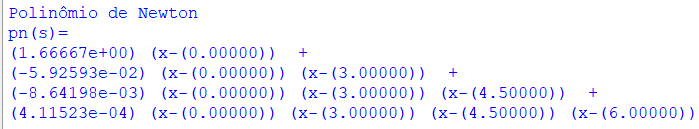 Polinômio de Newton
pn(s)=
(1.66667e+00) (x-(0.00000)) +
(-5.92593e-02) (x-(0.00000)) (x-(3.00000)) +
(-8.64198e-03) (x-(0.00000)) (x-(3.00000)) (x-(4.50000)) +
(4.11523e-04) (x-(0.00000)) (x-(3.00000)) (x-(4.50000)) (x-(6.00000))